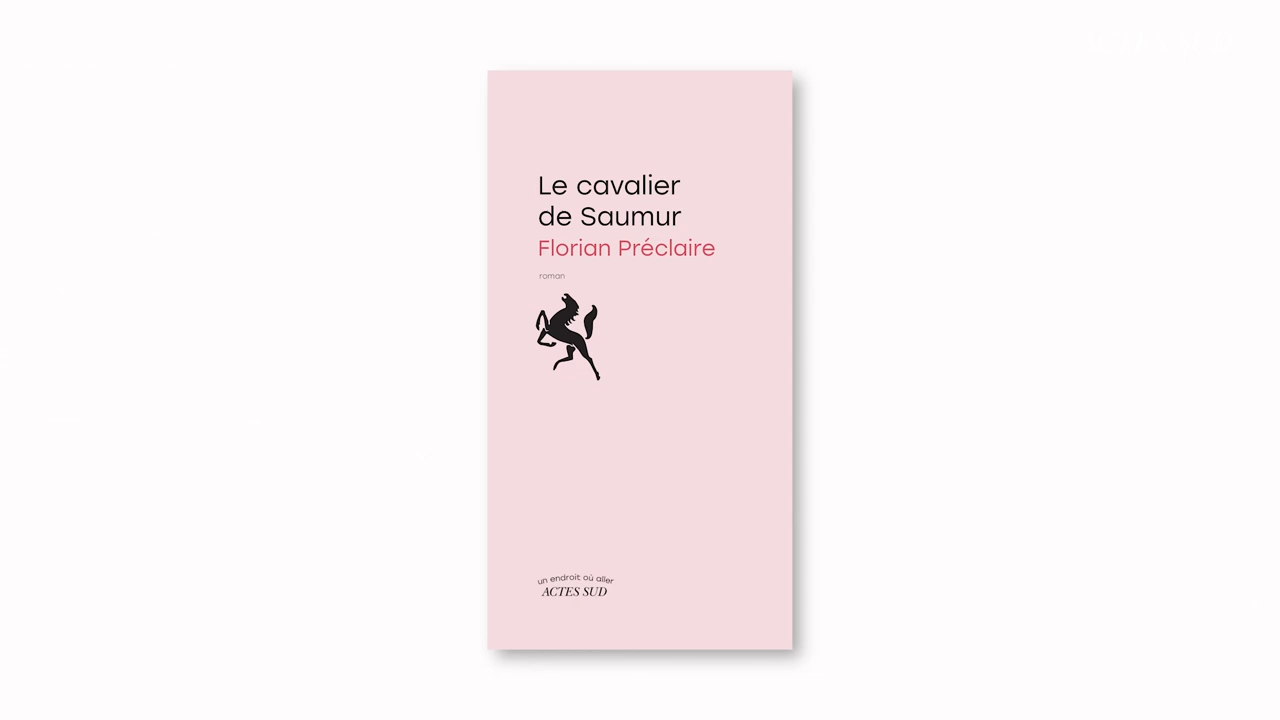 Le cavalier
de Saumur
Florian Préclaire
roman
un endroit où aller
ACTES SUD